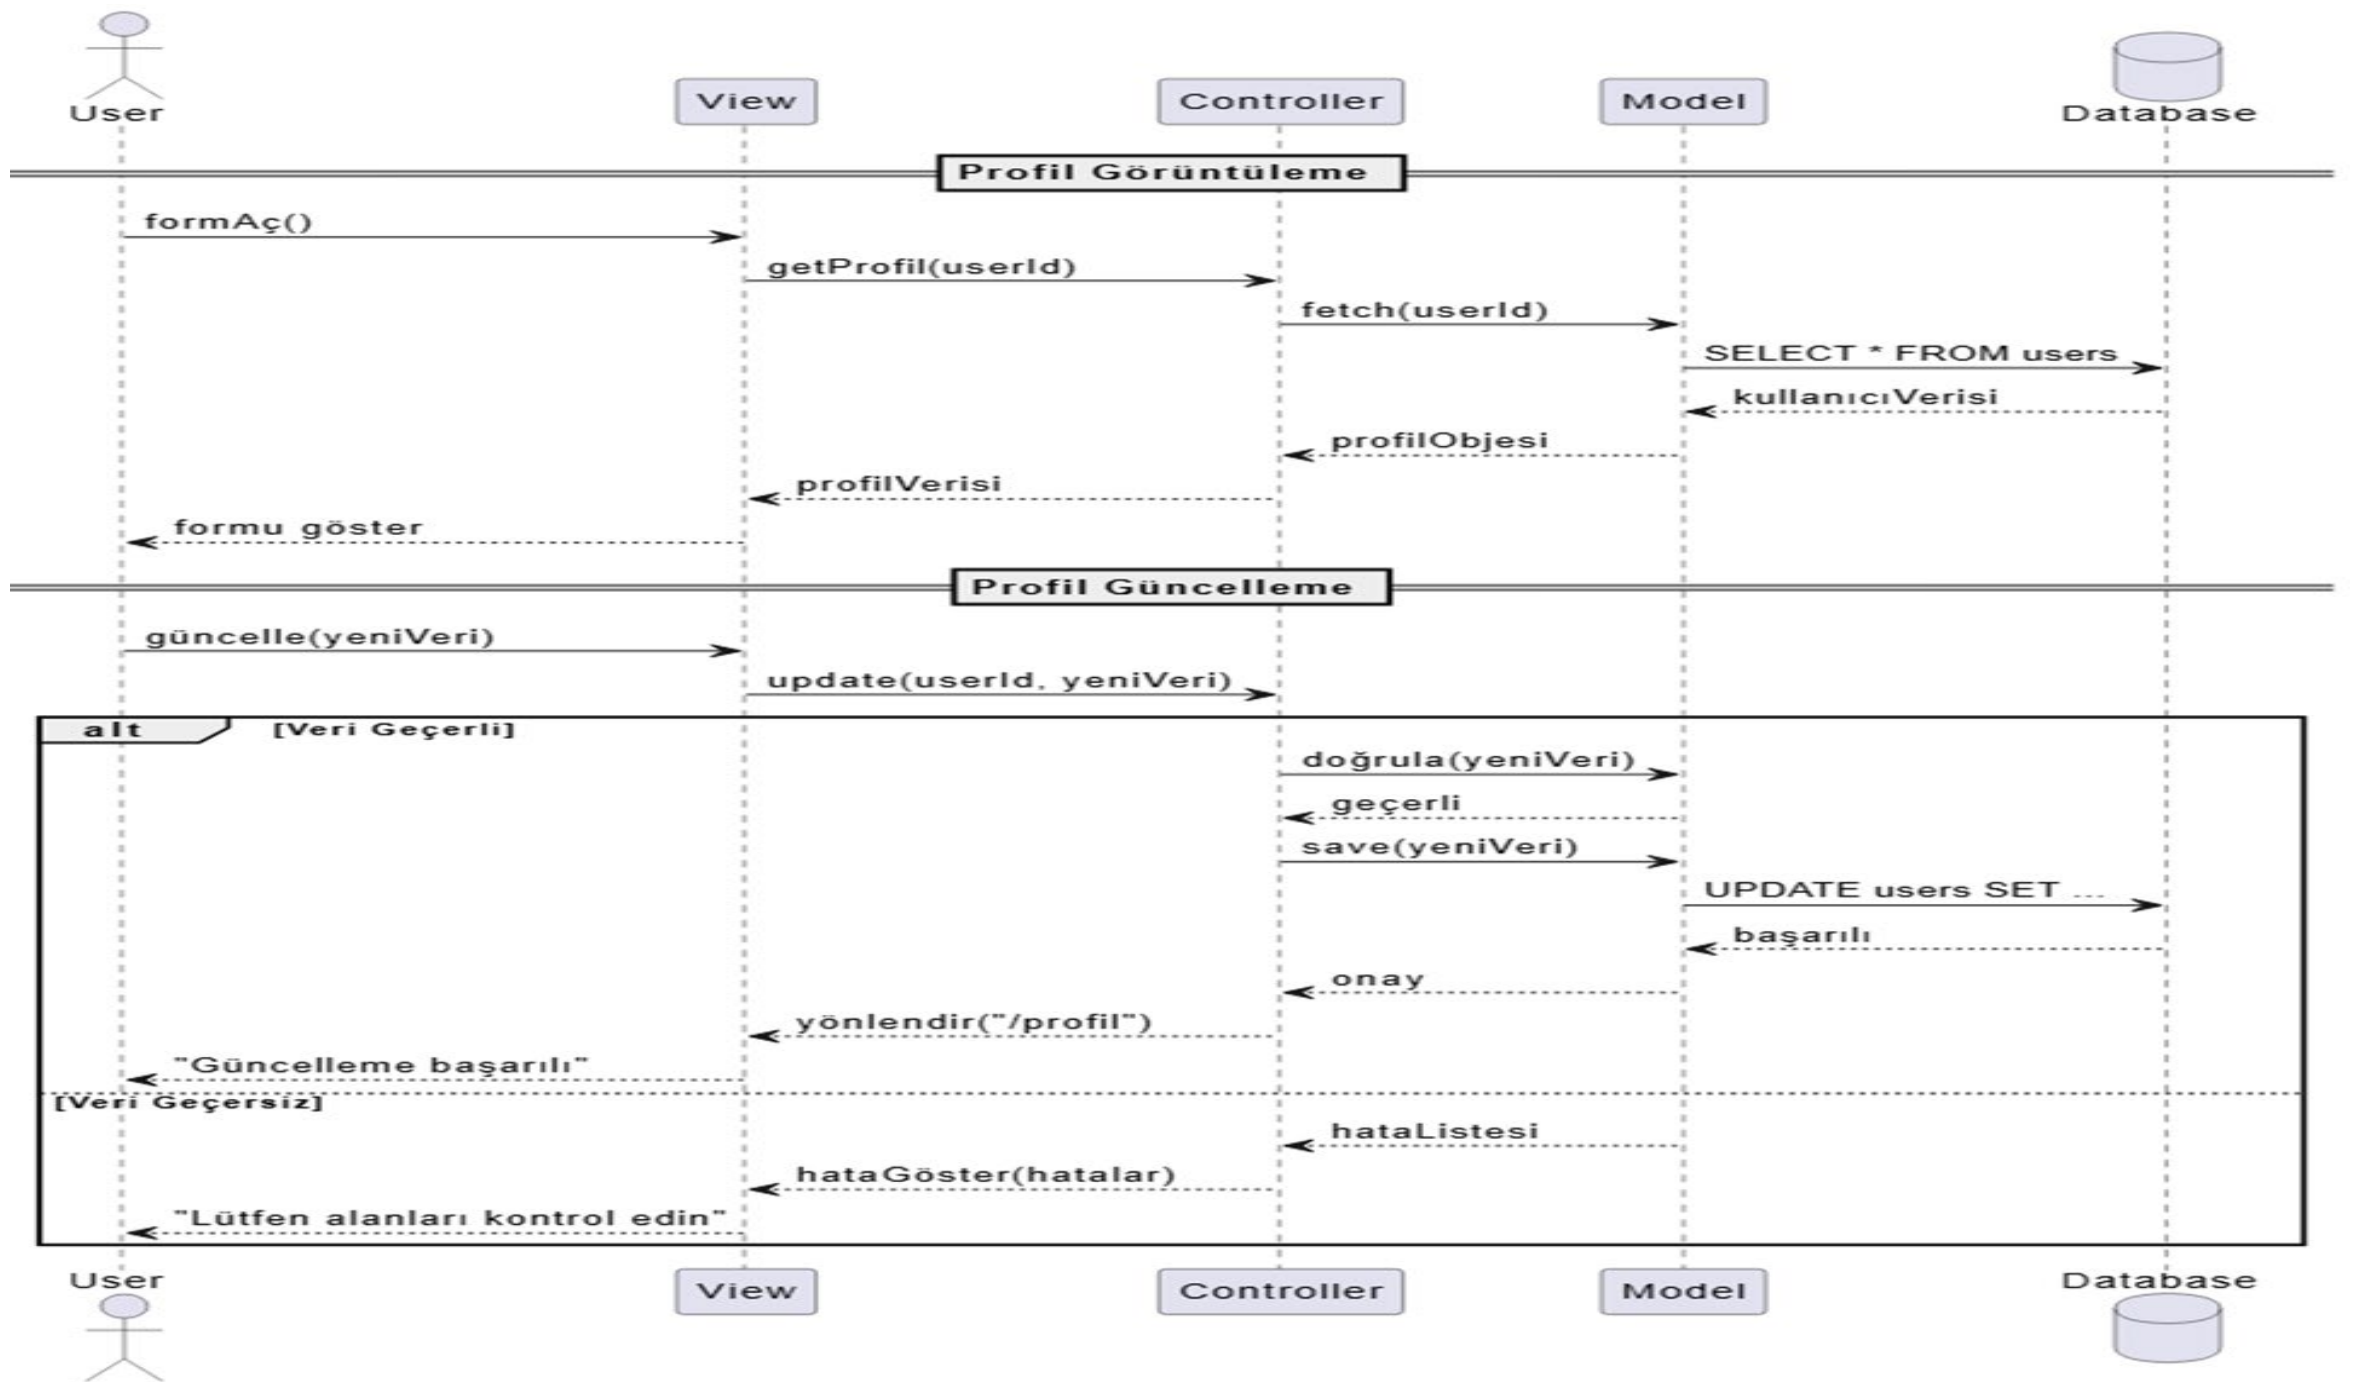 User
View
Controller
Model
Database
Profil Görüntüleme
formAç()
getProfil(userId)
fetch(userId)
SELECT * FROM users
kullanıcıVerisi
profilObjesi
profilVerisi
formu göster
Profil Güncelleme
güncelle(yeniVeri)
update(userId, yeniVeri)
alt [Veri Geçerli]
doğrula(yeniVeri)
geçerli
save(yeniVeri)
UPDATE users SET ...
başarılı
onay
yönlendir("/profil")
"Güncelleme başarılı"
[Veri Geçersiz]
hataListesi
hataGöster(hatalar)
"Lütfen alanları kontrol edin"
User
View
Controller
Model
Database